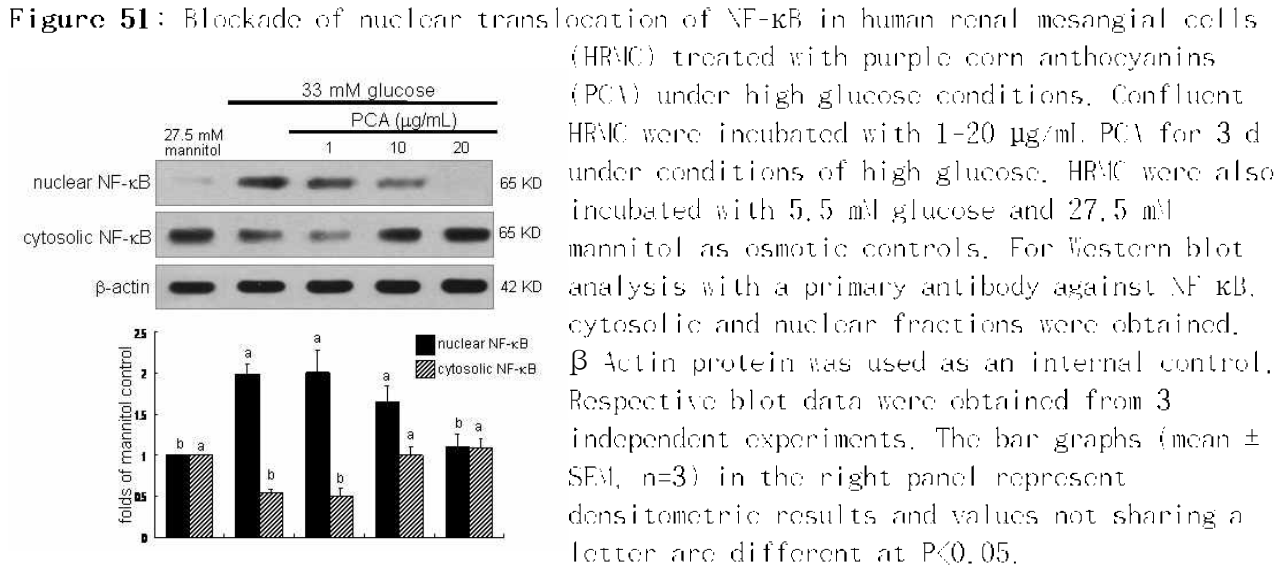 Figure 51: Blockade of nuclear translocation of NF-κB in human renal mesangial cells
(HRMC) treated with purple corn anthocyanins
(PCA) under high glucose conditions. Confluent
HRMC were incubated with 1-20 μg/mL PCA for 3 d
under conditions of high glucose. HRMC were also
incubated with 5.5 mM glucose and 27.5 mM
mannitol as osmotic controls. For Western blot
analysis with a primary antibody against NF κB,
cytosolic and nuclear fractions were obtained.
β Actin protein was used as an internal control.
Respective blot data were obtained from 3
independent experiments. The bar graphs (mean ±
SEM, n=3) in the right panel represent
densitometric results and values not sharing a
letter are different at P<0.05.
33 mM glucose
PCA (μg/mL)
27.5 mM
mannitol
1 10 20
nuclear NF-κB 65 KD
cytosolic NF-κB 65 KD
β-actin 42 KD
folds of mannitol control
25
2
15
1
05
0
nuclear NF-κB
cytosolic NF-κB
b a
a b
a b
a a
b a